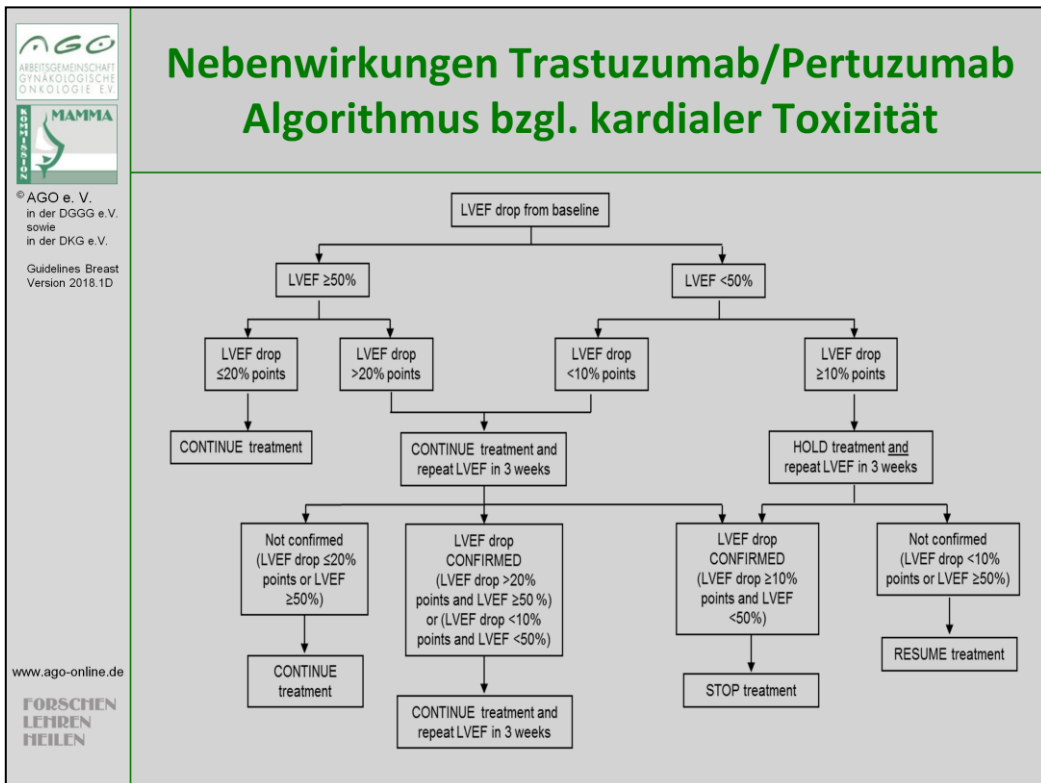 AGO
ARBEITSGEMEINSCHAFT
GYNÄKOLOGISCHE
ONKOLOGIE E.V.
KOMMISSION
MAMMA
© AGO e. V.
in der DGGG e.V.
sowie
in der DKG e.V.
Guidelines Breast
Version 2018.1D
www.ago-online.de
FORSCHEN
LEHREN
HEILEN
Nebenwirkungen Trastuzumab/Pertuzumab
Algorithmus bzgl. kardialer Toxizität
LVEF drop from baseline
LVEF ≥50%
LVEF <50%
LVEF drop
≤20% points
LVEF drop
>20% points
LVEF drop
<10% points
LVEF drop
≥10% points
CONTINUE treatment
CONTINUE treatment and
repeat LVEF in 3 weeks
HOLD treatment and
repeat LVEF in 3 weeks
Not confirmed
(LVEF drop ≤20%
points or LVEF
≥50%)
LVEF drop
CONFIRMED
(LVEF drop >20%
points and LVEF ≥50 %)
or (LVEF drop <10%
points and LVEF <50%)
LVEF drop
CONFIRMED
(LVEF drop ≥10%
points and LVEF
<50%)
Not confirmed
(LVEF drop <10%
points or LVEF ≥50%)
CONTINUE
treatment
CONTINUE treatment and
repeat LVEF in 3 weeks
STOP treatment
RESUME treatment